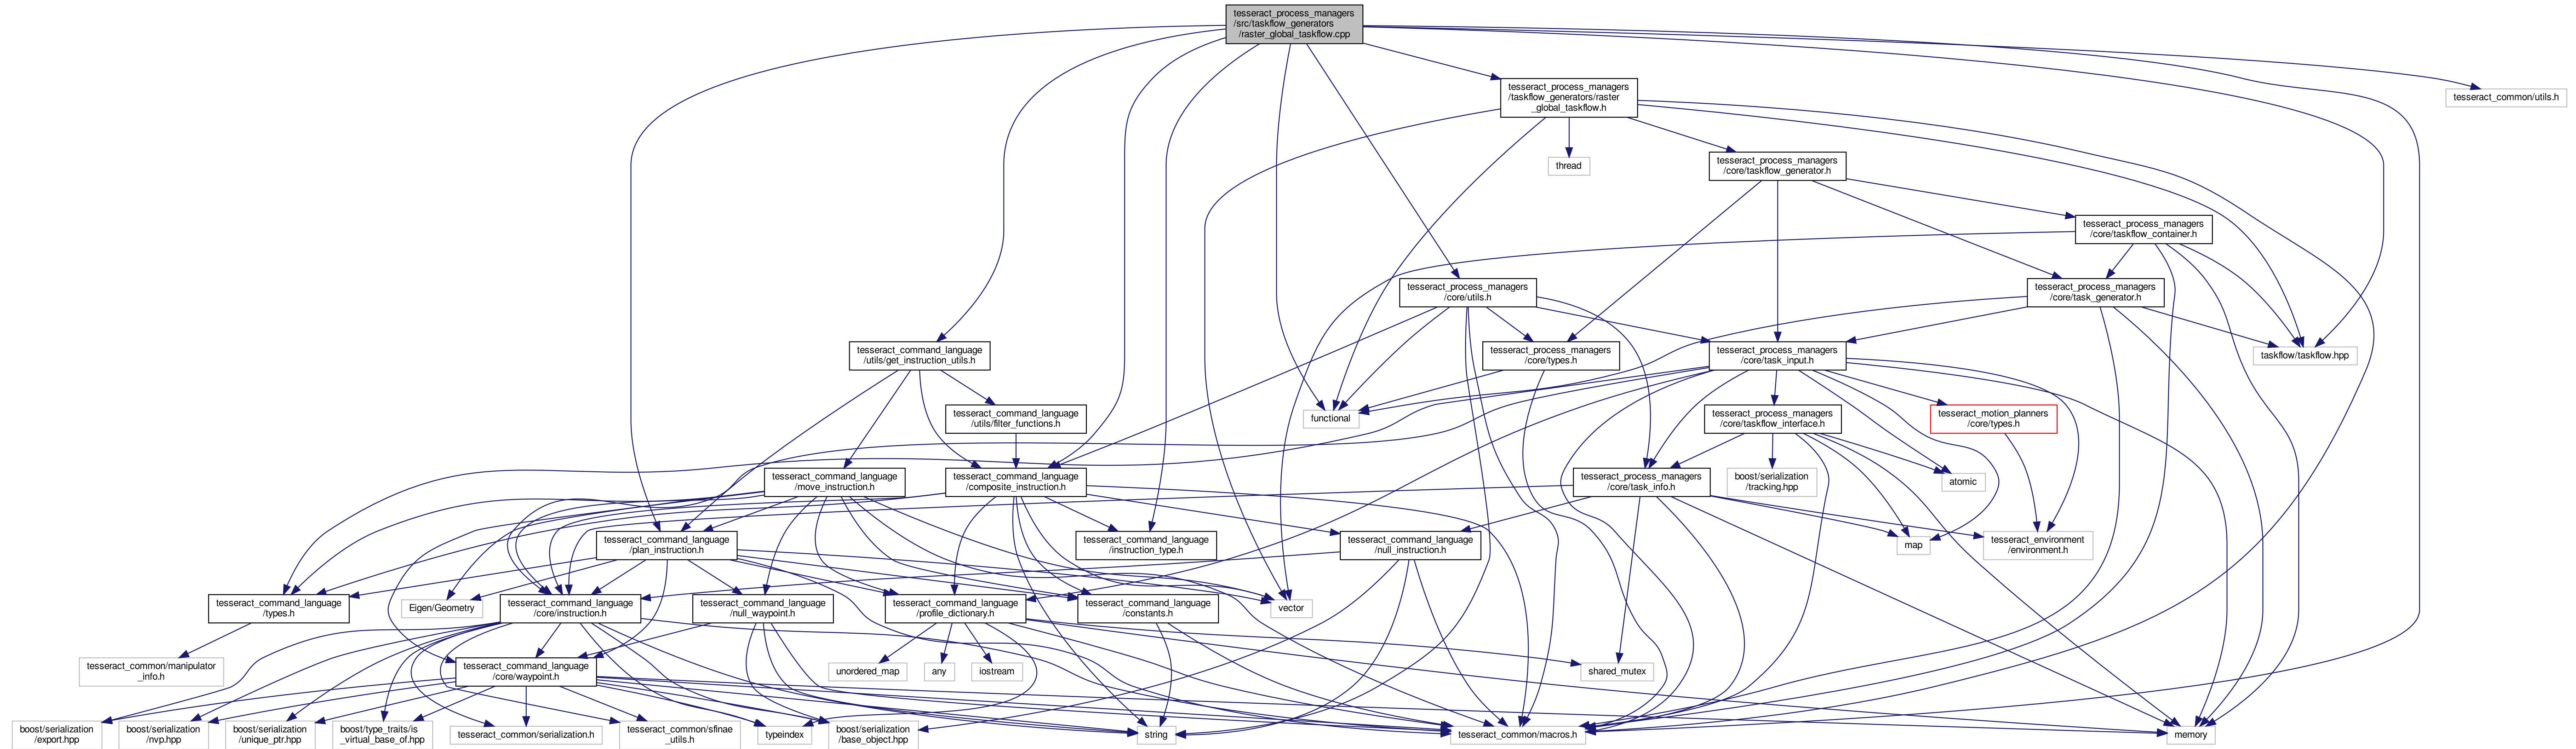 tesseract_process_managers
/src/taskflow_generators
/raster_global_taskflow.cpp
tesseract_process_managers
/taskflow_generators/raster
_global_taskflow.h
tesseract_common/utils.h
thread
tesseract_process_managers
/core/taskflow_generator.h
tesseract_process_managers
/core/taskflow_container.h
tesseract_process_managers
/core/utils.h
tesseract_process_managers
/core/task_generator.h
tesseract_command_language
/utils/get_instruction_utils.h
tesseract_process_managers
/core/types.h
tesseract_process_managers
/core/task_input.h
taskflow/taskflow.hpp
tesseract_command_language
/utils/filter_functions.h
functional
tesseract_process_managers
/core/taskflow_interface.h
tesseract_motion_planners
/core/types.h
tesseract_command_language
/move_instruction.h
tesseract_command_language
/composite_instruction.h
tesseract_process_managers
/core/task_info.h
boost/serialization
/tracking.hpp
atomic
tesseract_command_language
/plan_instruction.h
tesseract_command_language
/instruction_type.h
tesseract_command_language
/null_instruction.h
map
tesseract_environment
/environment.h
tesseract_command_language
/types.h
Eigen/Geometry
tesseract_command_language
/core/instruction.h
tesseract_command_language
/null_waypoint.h
tesseract_command_language
/profile_dictionary.h
tesseract_command_language
/constants.h
vector
tesseract_common/manipulator
_info.h
tesseract_command_language
/core/waypoint.h
unordered_map
any
iostream
shared_mutex
boost/serialization
/export.hpp
boost/serialization
/nvp.hpp
boost/serialization
/unique_ptr.hpp
boost/type_traits/is
_virtual_base_of.hpp
tesseract_common/serialization.h
tesseract_common/sfinae
_utils.h
typeindex
boost/serialization
/base_object.hpp
string
tesseract_common/macros.h
memory